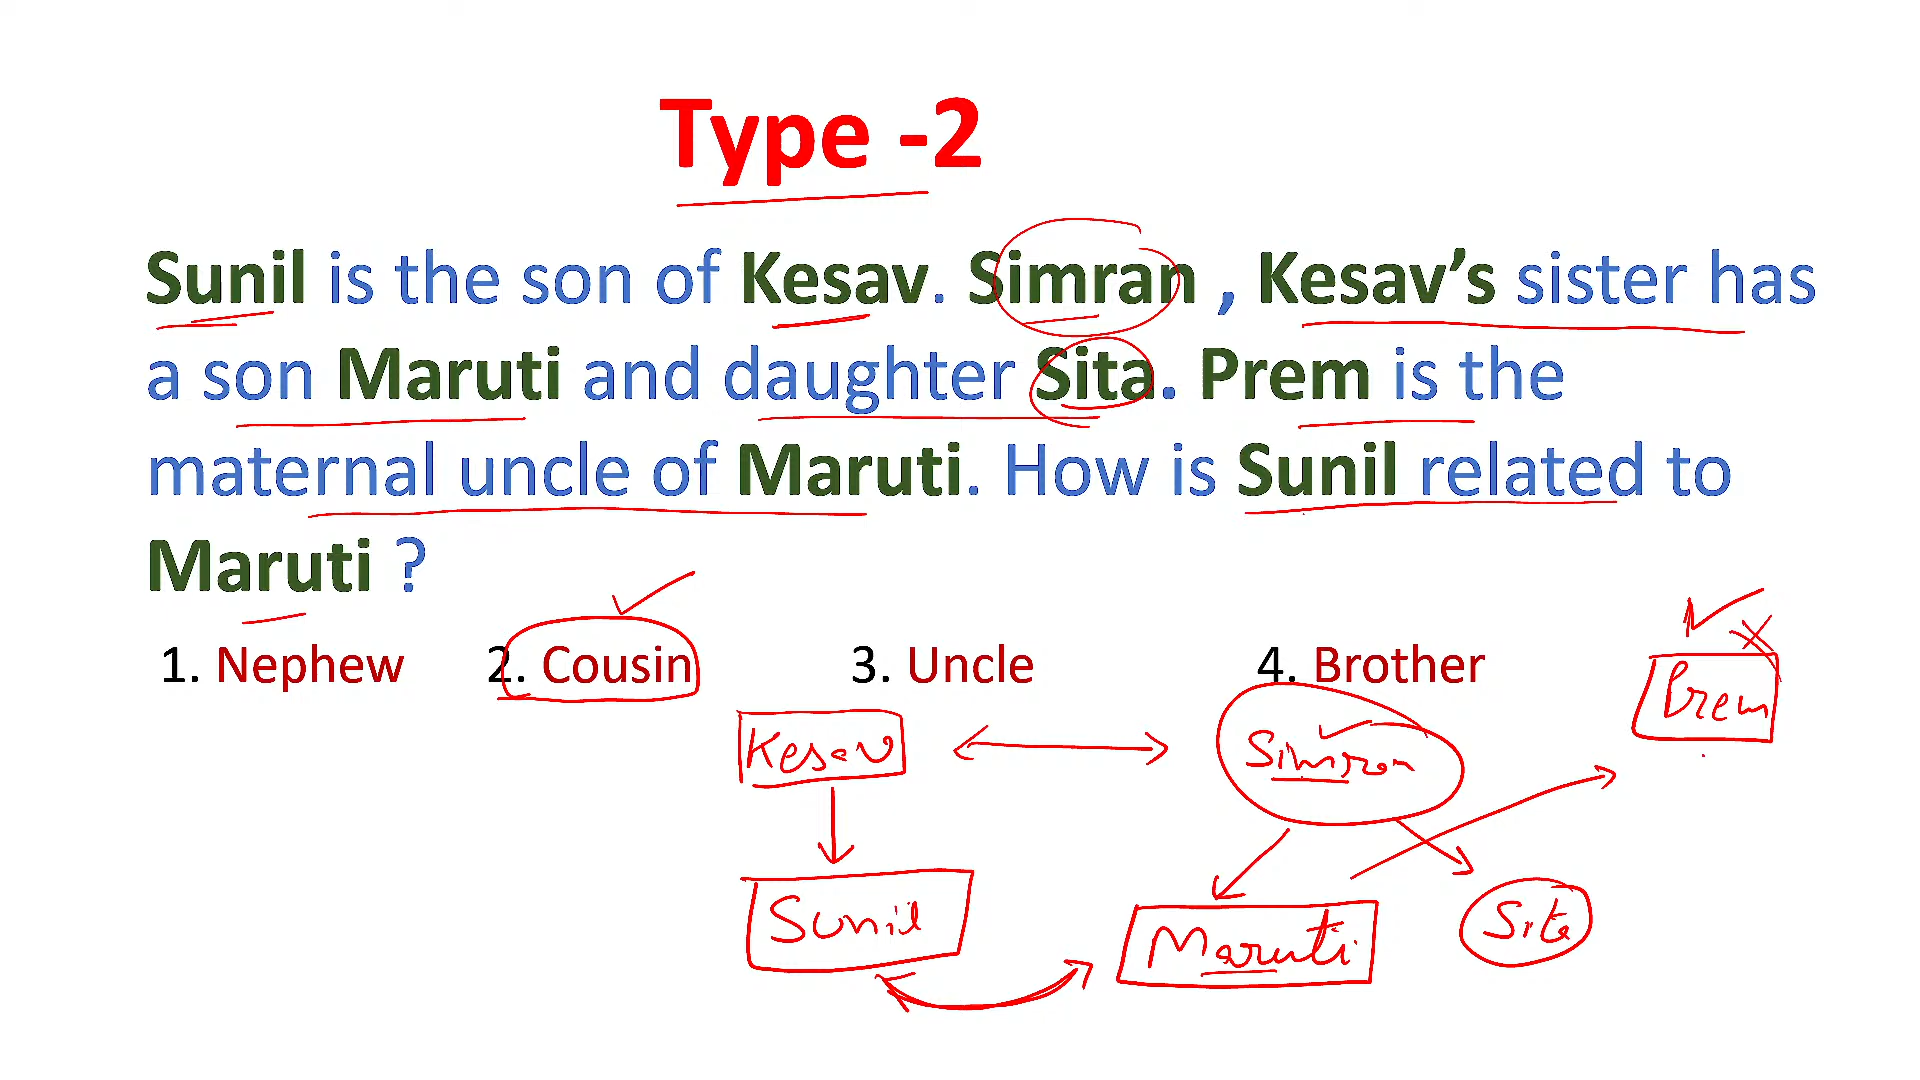 Type -2
Sunil is the son of Kesav. Simran , Kesav's sister has
a son Maruti and daughter Sita. Prem is the
maternal uncle of Maruti. How is Sunil related to
Maruti ?
1. Nephew 2. Cousin 3. Uncle 4. Brother
Prem
Kesav Simran
Sunil Maruti Sita